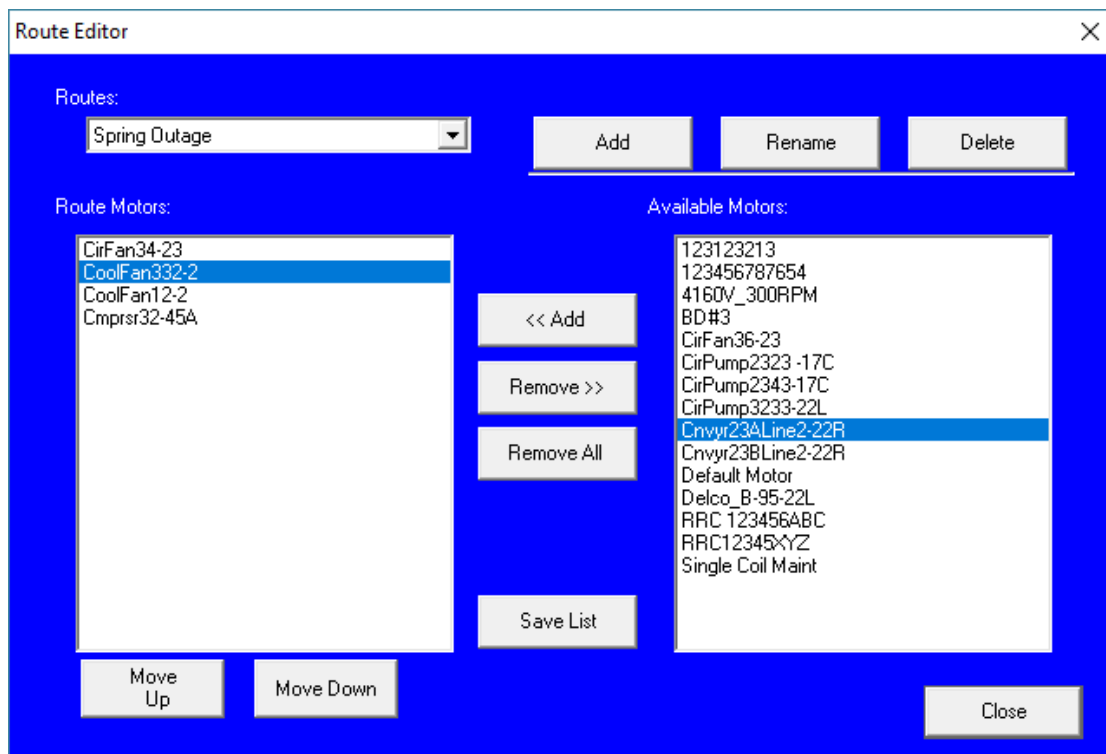 Route Editor
Routes:
Spring Outage
Add
Rename
Delete
Route Motors:
CirFan34-23
CoolFan332-2
CoolFan12-2
Cmprsr32-45A
<< Add
Remove >>
Remove All
Save List
Available Motors:
123123213
123456787654
4160V_300RPM
BD#3
CirFan36-23
CirPump2323 -17C
CirPump2343-17C
CirPump3233-22L
Cnvyr23ALine2-22R
Cnvyr23BLine2-22R
Default Motor
Delco_B-95-22L
RRC 123456ABC
RRC12345XYZ
Single Coil Maint
Move
Up
Move Down
Close